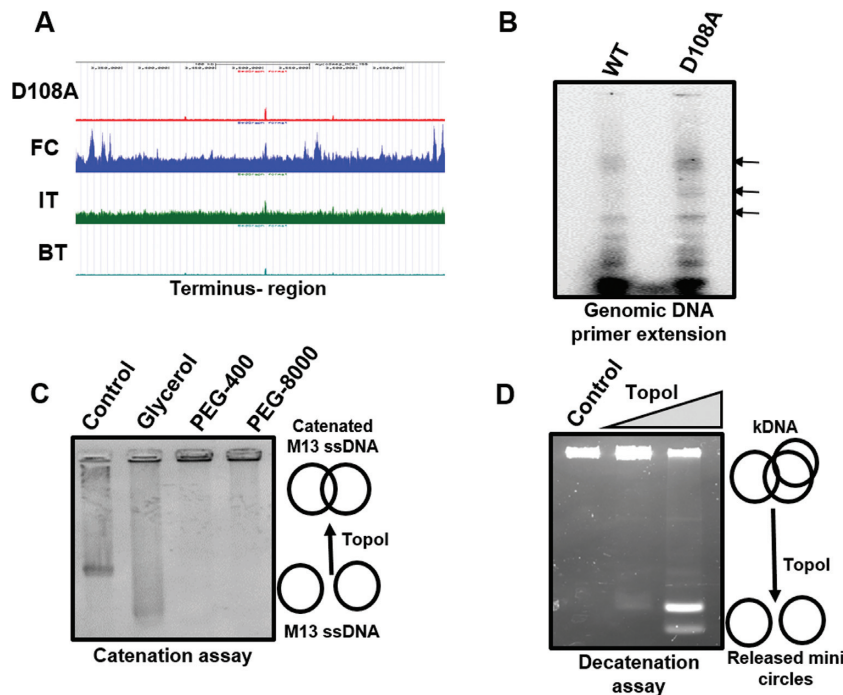 A
D108A
FC
IT
BT
Terminus- region
B
WT
D108A
Genomic DNA
primer extension
C
Control
Glycerol
PEG-400
PEG-8000
Catenated
M13 ssDNA
TopoI
M13 ssDNA
Catenation assay
D
Control
TopoI
kDNA
TopoI
Released mini
circles
Decatenation
assay